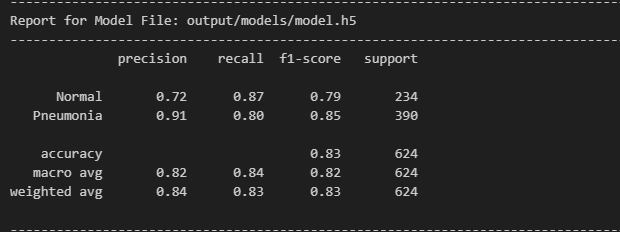 --------------------------------------------------------------------------------
Report for Model File: output/models/model.h5
--------------------------------------------------------------------------------
              precision    recall  f1-score   support

      Normal       0.72      0.87      0.79       234
   Pneumonia       0.91      0.80      0.85       390

    accuracy                           0.83       624
   macro avg       0.82      0.84      0.82       624
weighted avg       0.84      0.83      0.83       624

--------------------------------------------------------------------------------